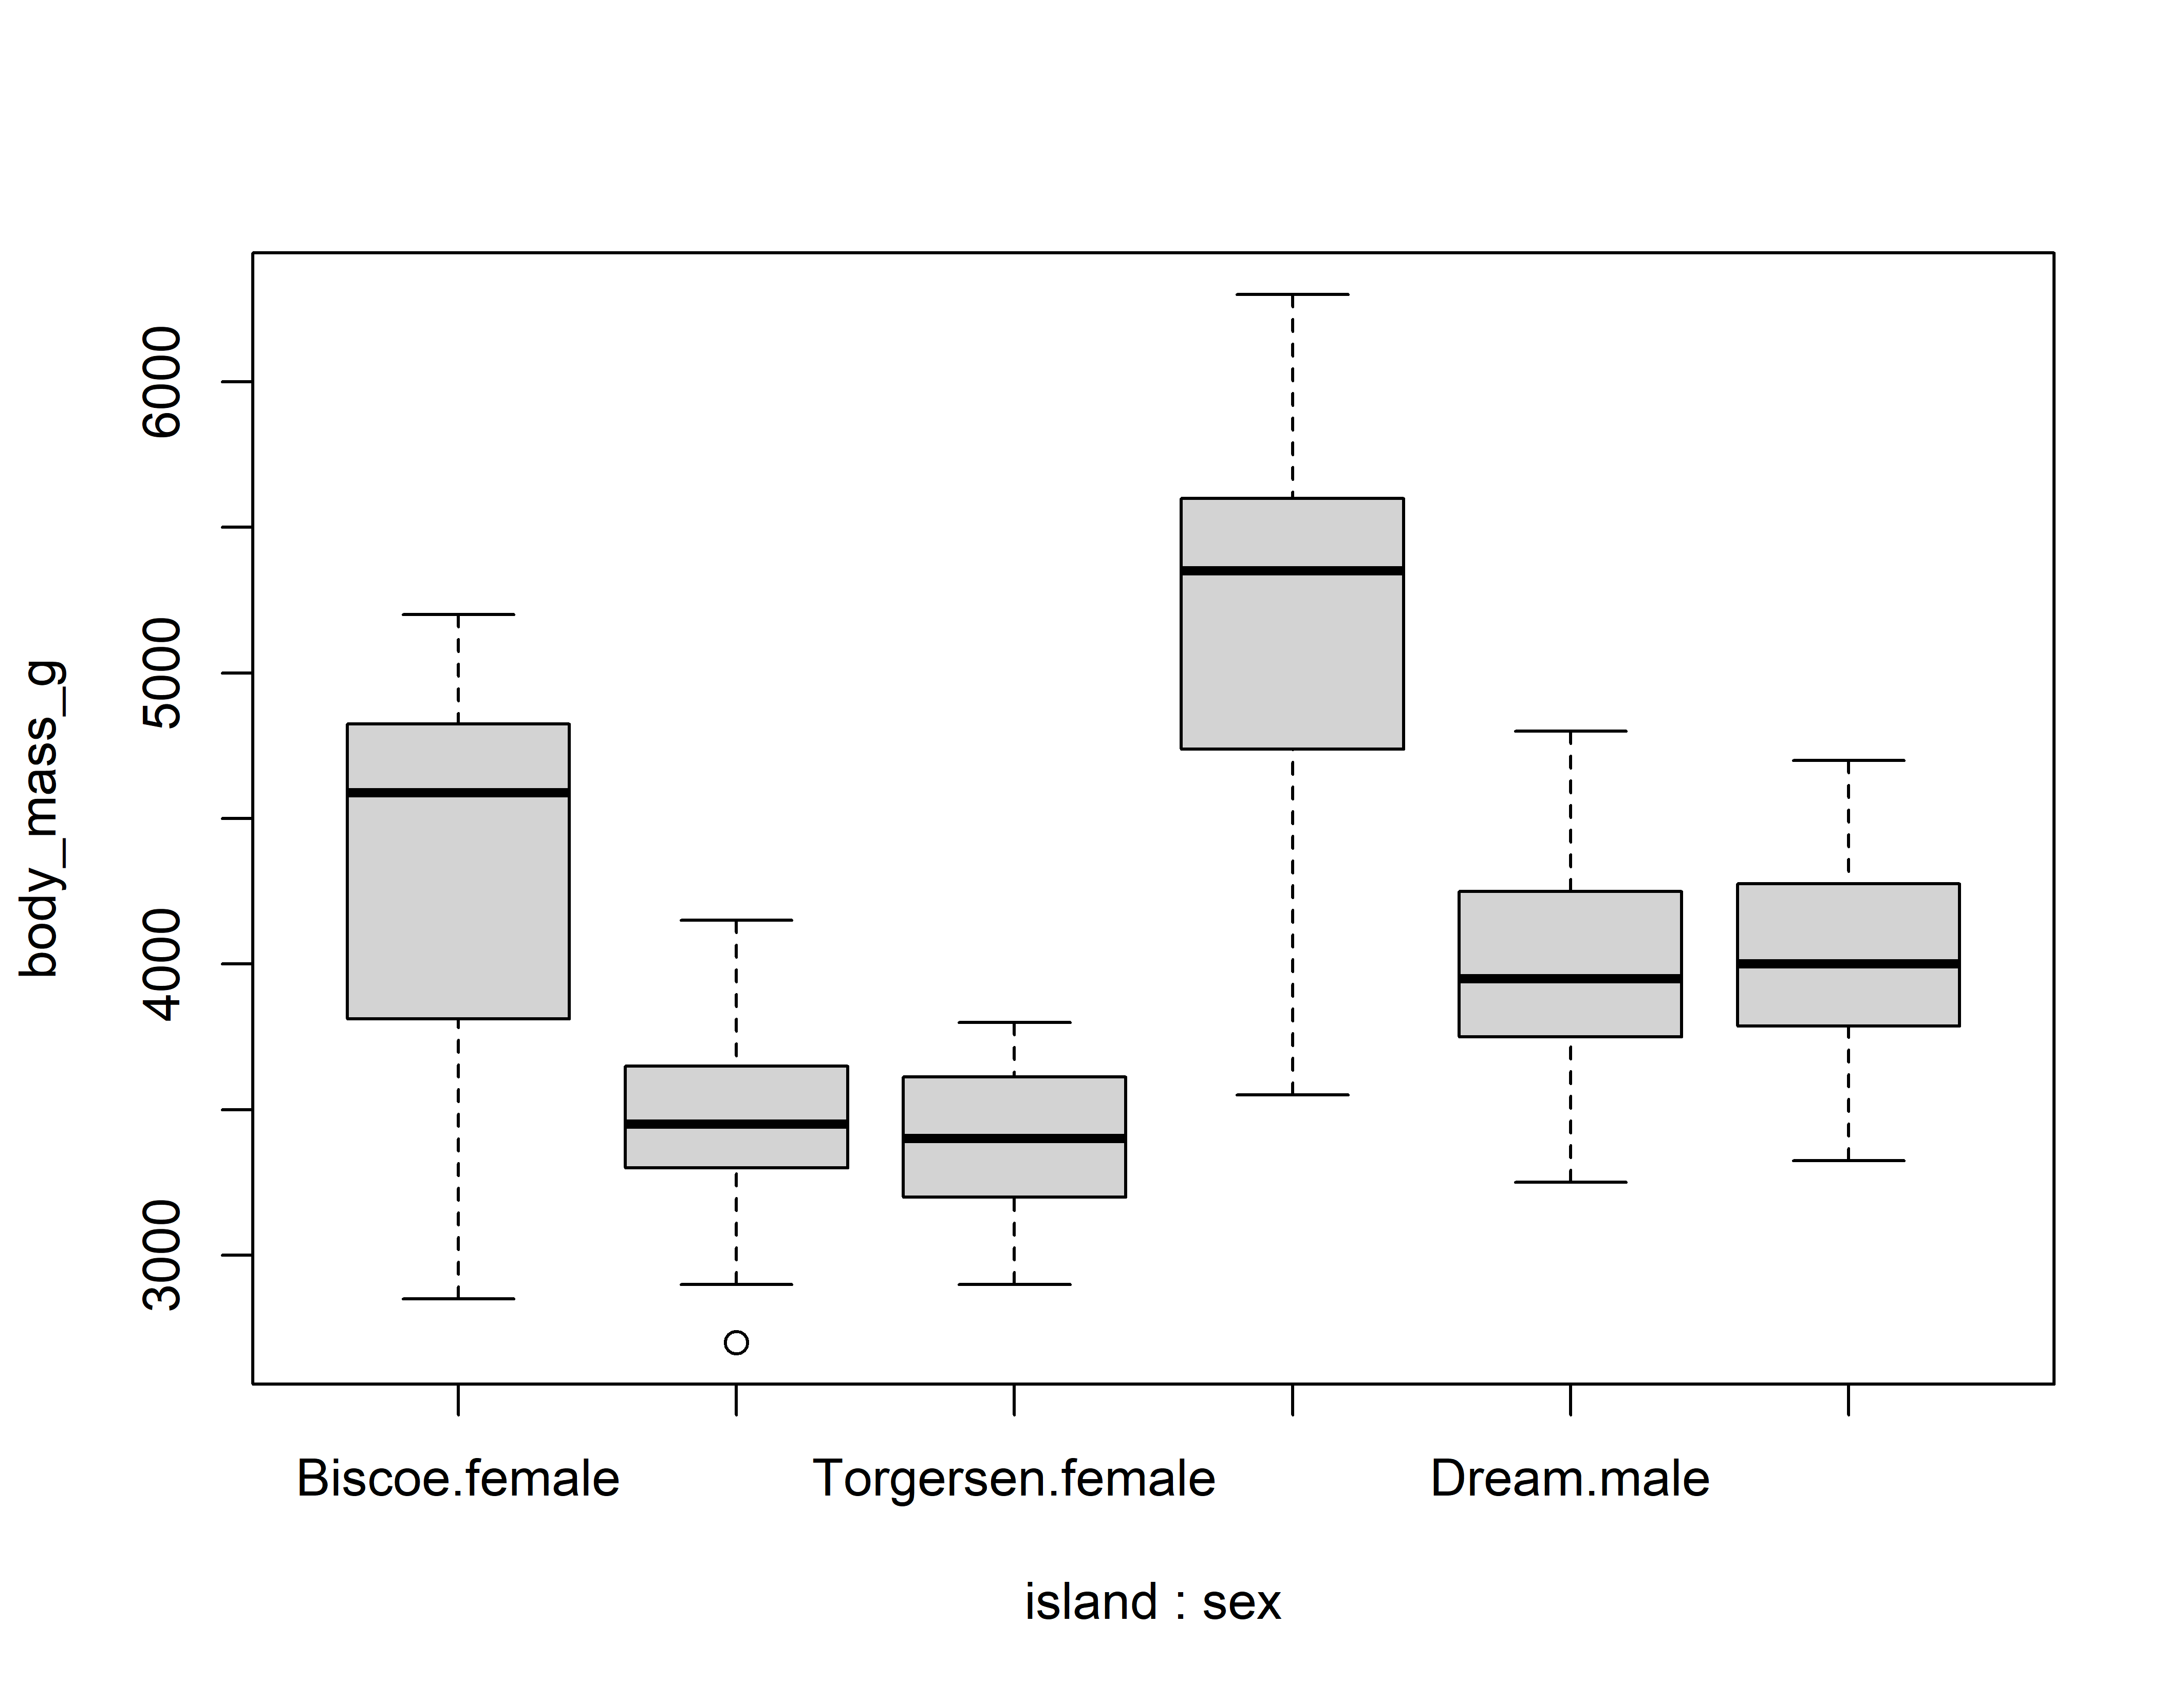 body_mass_g
6000
5000
4000
3000
Biscoe.female
Torgersen.female
Dream.male
island : sex